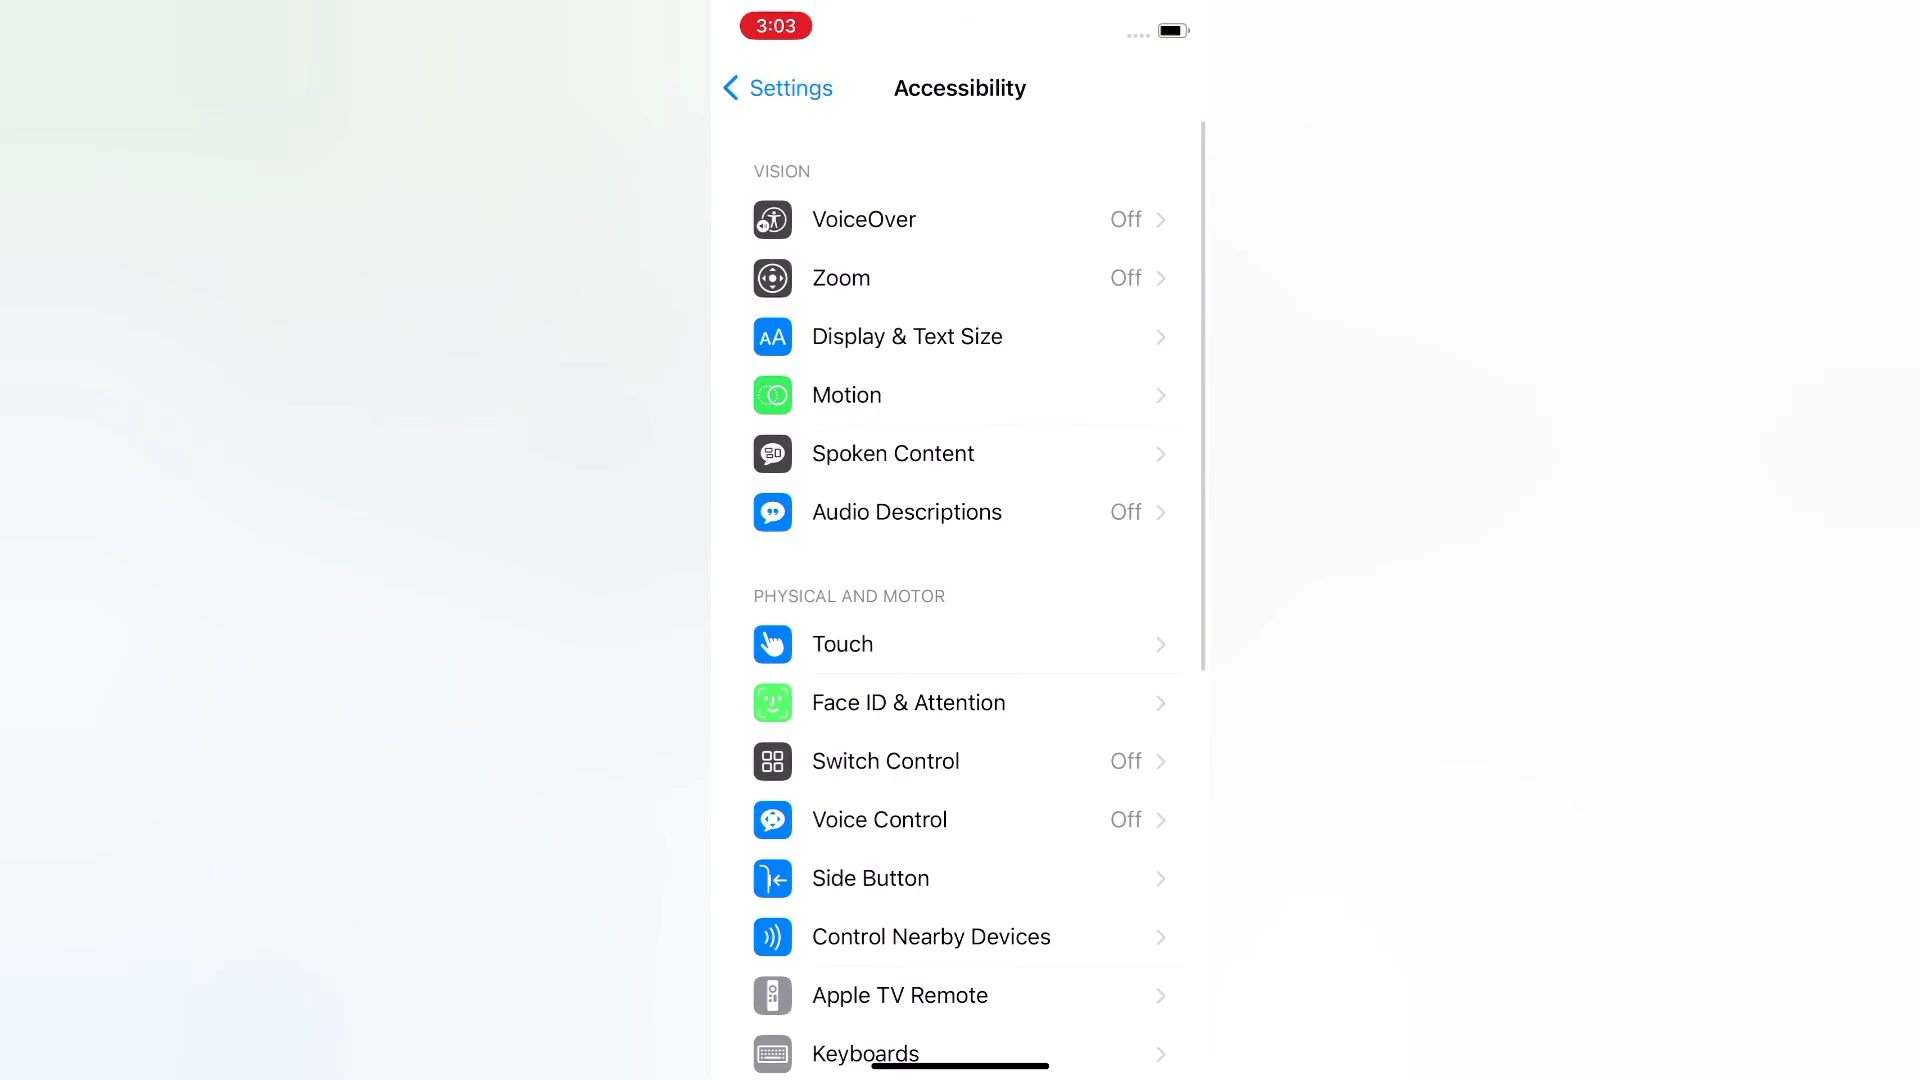 3:03
Settings
Accessibility
VISION
VoiceOver Off
Zoom Off
AA Display & Text Size
Motion
Spoken Content
Audio Descriptions Off
PHYSICAL AND MOTOR
Touch
Face ID & Attention
Switch Control Off
Voice Control Off
Side Button
Control Nearby Devices
Apple TV Remote
Keyboards